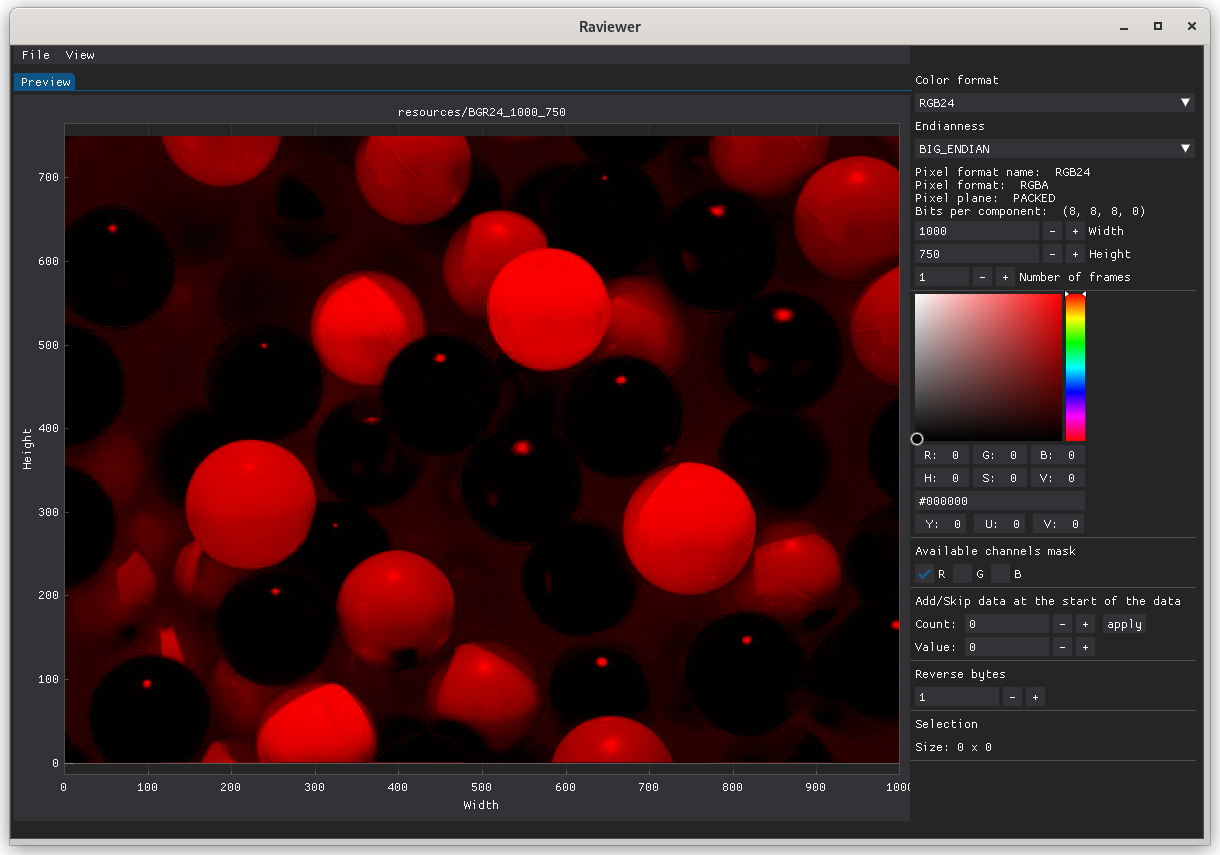 Raviewer
File View
Preview
resources/BGR24_1000_750
Height
700
600
500
400
300
200
100
0
0 100 200 300 400 500 600 700 800 900 1000
Width
Color format
RGB24
Endianness
BIG_ENDIAN
Pixel format name: RGB24
Pixel format: RGBA
Pixel plane: PACKED
Bits per component: (8, 8, 8, 0)
1000 - + Width
750 - + Height
1 - + Number of frames
R: 0 G: 0 B: 0
H: 0 S: 0 V: 0
#000000
Y: 0 U: 0 V: 0
Available channels mask
R G B
Add/Skip data at the start of the data
Count: 0 - + apply
Value: 0 - +
Reverse bytes
1 - +
Selection
Size: 0 x 0